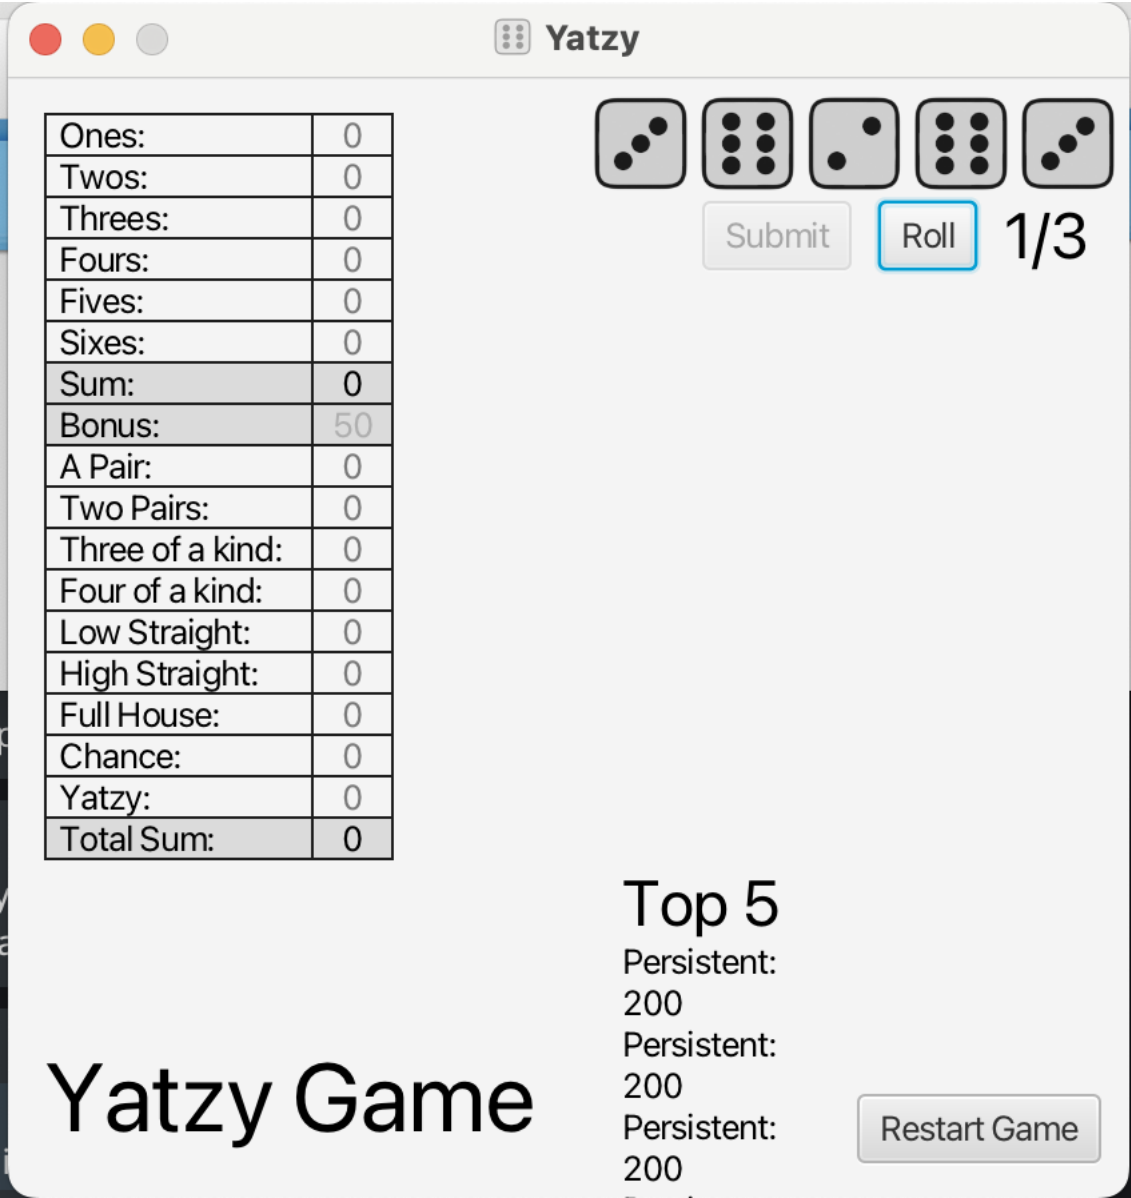 Yatzy
Ones: 0
Twos: 0
Threes: 0
Fours: 0
Fives: 0
Sixes: 0
Sum: 0
Bonus: 50
A Pair: 0
Two Pairs: 0
Three of a kind: 0
Four of a kind: 0
Low Straight: 0
High Straight: 0
Full House: 0
Chance: 0
Yatzy: 0
Total Sum: 0
Submit Roll 1/3
Top 5
Persistent:
200
Persistent:
200
Persistent:
200
Yatzy Game
Restart Game